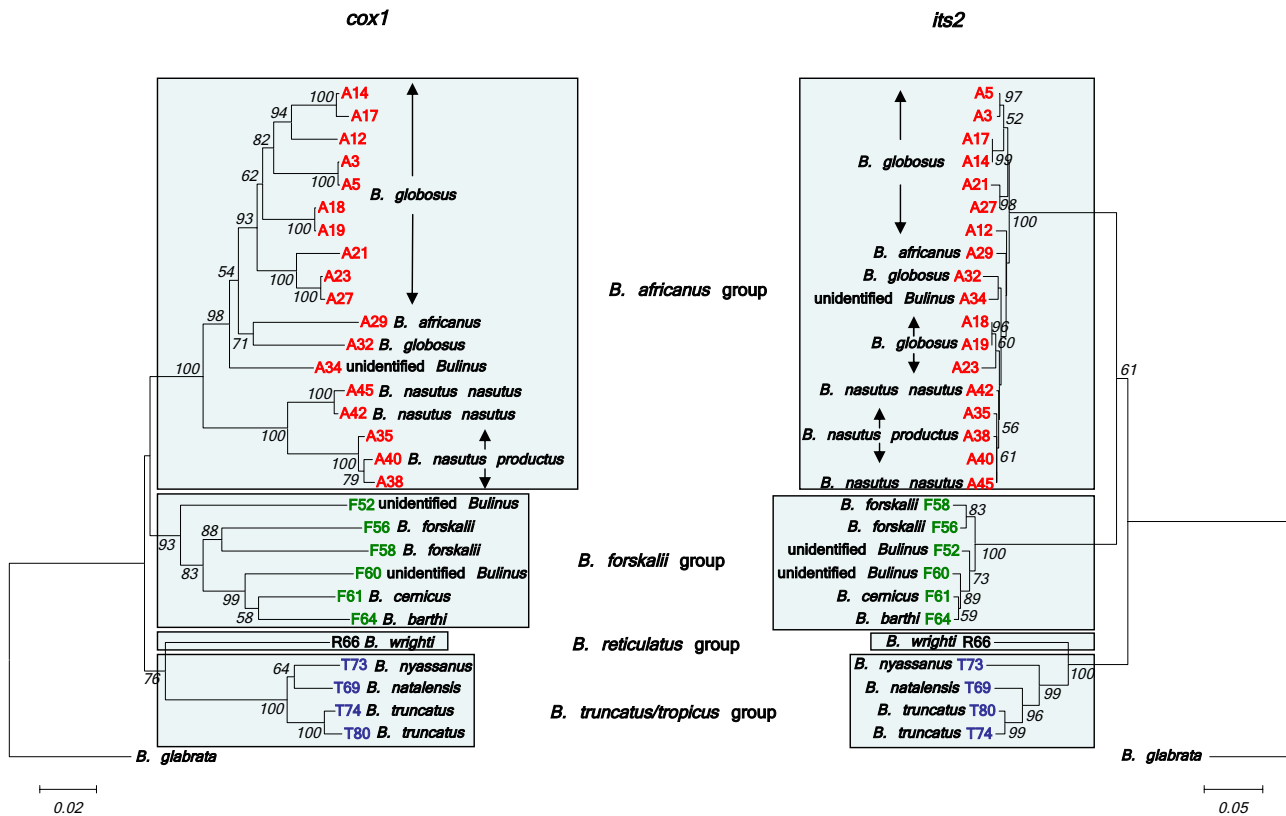 cox1
100 A14
A17
94
A12
82
A3
100 A5
B. globosus
62
A18
100 A19
93
A21
100
A23
100 A27
54
98
A29 B. africanus
71
A32 B. globosus
A34 unidentified Bulinus
100
100 A45 B. nasutus nasutus
A42 B. nasutus nasutus
100
A35
100 A40 B. nasutus productus
79 A38
F52 unidentified Bulinus
93
88 F56 B. forskalii
F58 B. forskalii
83
F60 unidentified Bulinus
99
F61 B. cernicus
58 F64 B. barthi
R66 B. wrighti
76
64 T73 B. nyassanus
T69 B. natalensis
100
T74 B. truncatus
100 T80 B. truncatus
B. glabrata
0.02
B. africanus group
B. forskalii group
B. reticulatus group
B. truncatus/tropicus group
its2
A5 97
A3
52
A17
B. globosus
A14 99
A21
A27 98
100
A12
B. africanus A29
B. globosus A32
unidentified Bulinus A34
A18
96
B. globosus A19
60
A23
B. nasutus nasutus A42
A35
56
B. nasutus productus A38
61
A40
B. nasutus nasutus A45
61
B. forskalii F58
83
B. forskalii F56
100
unidentified Bulinus F52
73
unidentified Bulinus F60
B. cernicus F61 89
59
B. barthi F64
B. wrighti R66
100
B. nyassanus T73
99
B. natalensis T69
96
B. truncatus T80
99
B. truncatus T74
B. glabrata
0.05